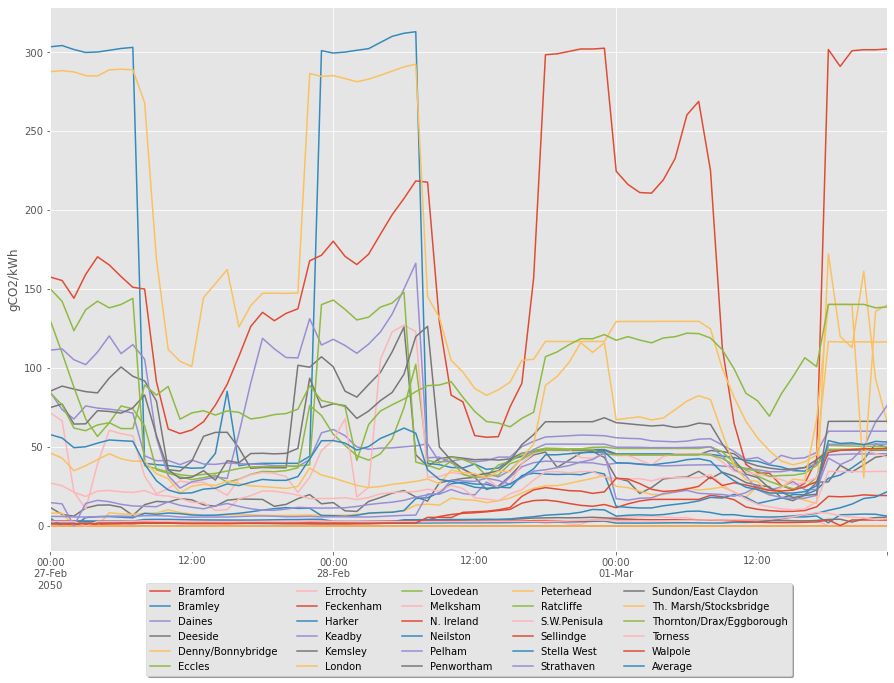 300
250
200
150
100
50
0
gCO2/kWh
00:00 12:00 00:00 12:00 00:00 12:00
27-Feb 28-Feb 01-Mar
2050
Bramford Errochty Lovedean Peterhead Sundon/East Claydon
Bramley Feckenham Melksham Ratcliffe Th. Marsh/Stocksbridge
Daines Harker N. Ireland S.W.Penisula Thornton/Drax/Eggborough
Deeside Keadby Neilston Sellindge Torness
Denny/Bonnybridge Kemsley Pelham Stella West Walpole
Eccles London Penwortham Strathaven Average